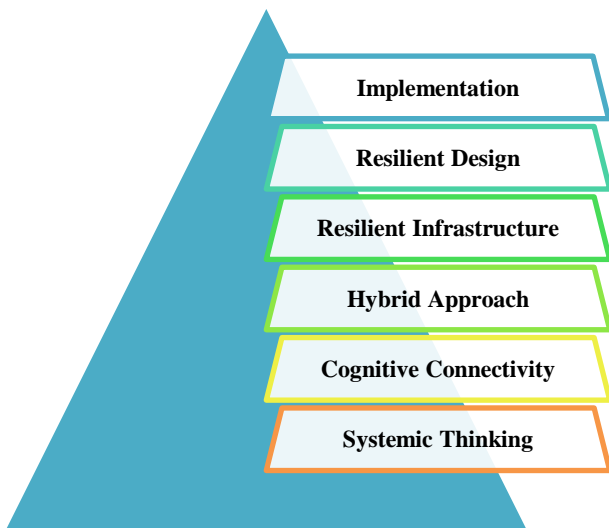 Implementation
Resilient Design
Resilient Infrastructure
Hybrid Approach
Cognitive Connectivity
Systemic Thinking